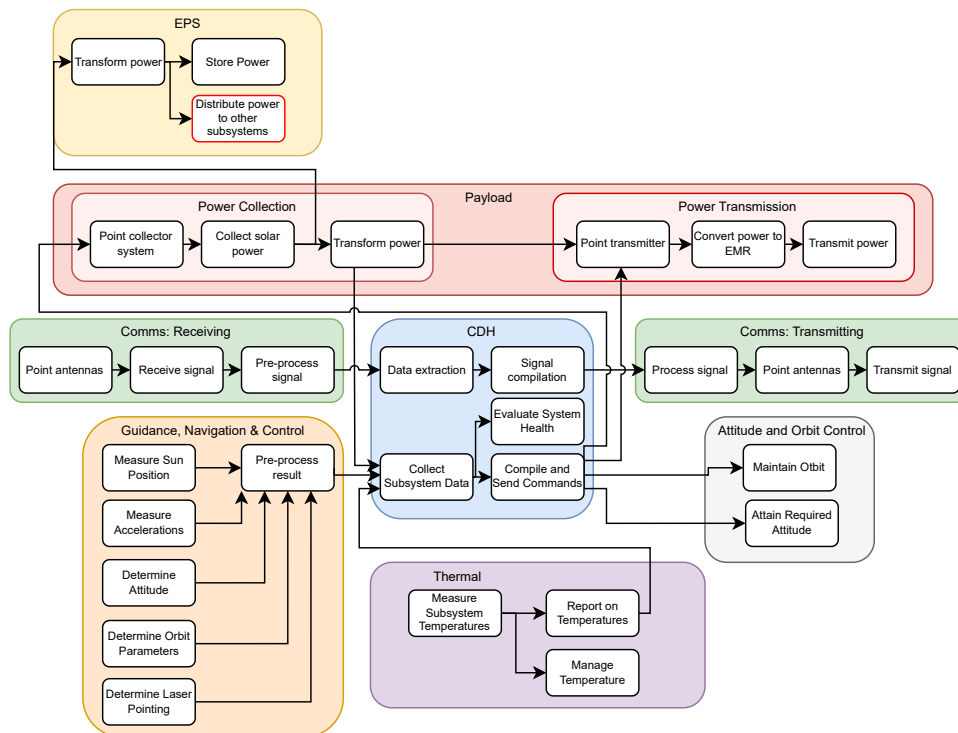 EPS
Transform power
Store Power
Distribute power
to other
subsystems
Payload
Power Collection
Point collector
system
Collect solar
power
Transform power
Power Transmission
Point transmitter
Convert power to
EMR
Transmit power
Comms: Receiving
Point antennas
Receive signal
Pre-process
signal
CDH
Data extraction
Signal
compilation
Evaluate System
Health
Collect
Subsystem Data
Compile and
Send Commands
Comms: Transmitting
Process signal
Point antennas
Transmit signal
Guidance, Navigation & Control
Measure Sun
Position
Pre-process
result
Measure
Accelerations
Determine
Attitude
Determine Orbit
Parameters
Determine Laser
Pointing
Attitude and Orbit Control
Maintain Otbit
Attain Required
Attitude
Thermal
Measure
Subsystem
Temperatures
Report on
Temperatures
Manage
Temperature